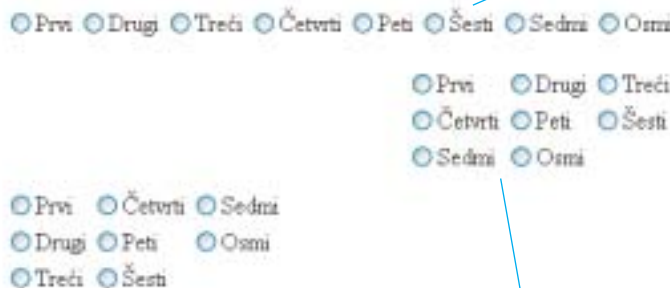 Prvi Drugi Treći Četvrti Peti Šesti Sedmi Osmi
Prvi Drugi Treći
Četvrti Peti Šesti
Sedmi Osmi
Prvi Četvrti Sedmi
Drugi Peti Osmi
Treći Šesti